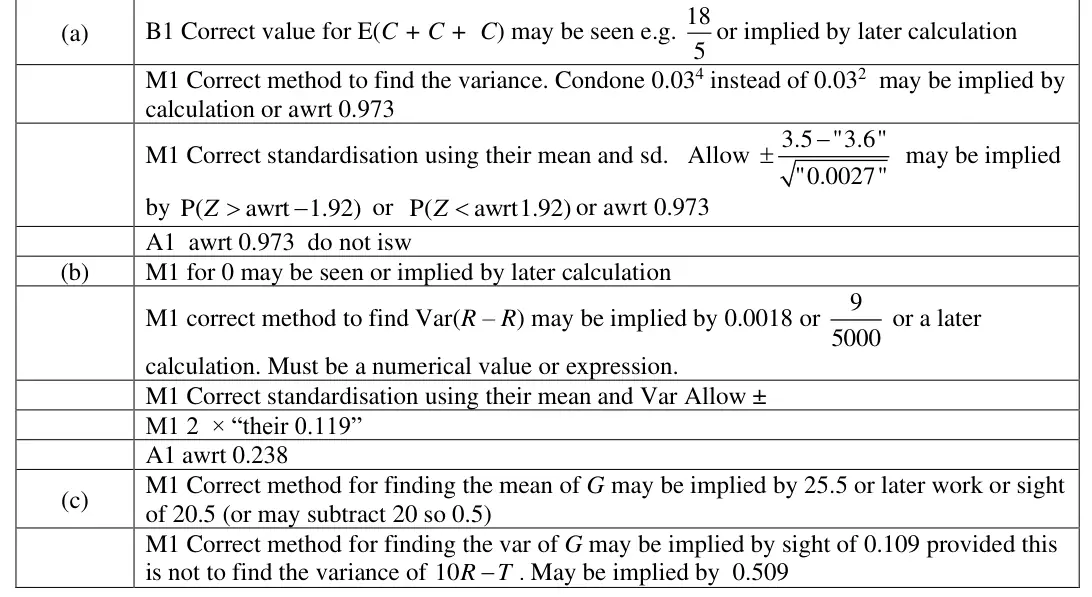 (a) B1 Correct value for E(C + C + C) may be seen e.g. 18/5 or implied by later calculation
M1 Correct method to find the variance. Condone 0.03⁴ instead of 0.03² may be implied by
calculation or awrt 0.973
M1 Correct standardisation using their mean and sd. Allow ± (3.5−"3.6")/√"0.0027" may be implied
by P(Z > awrt −1.92) or P(Z < awrt 1.92) or awrt 0.973
A1 awrt 0.973 do not isw
(b) M1 for 0 may be seen or implied by later calculation
M1 correct method to find Var(R – R) may be implied by 0.0018 or 9/5000 or a later
calculation. Must be a numerical value or expression.
M1 Correct standardisation using their mean and Var Allow ±
M1 2 × “their 0.119”
A1 awrt 0.238
(c) M1 Correct method for finding the mean of G may be implied by 25.5 or later work or sight
of 20.5 (or may subtract 20 so 0.5)
M1 Correct method for finding the var of G may be implied by sight of 0.109 provided this
is not to find the variance of 10R − T . May be implied by 0.509